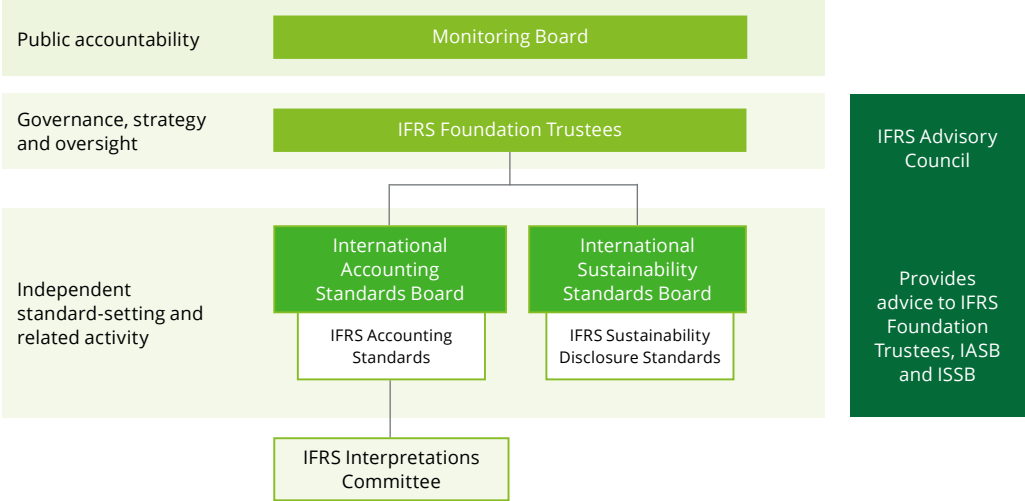 Public accountability
Monitoring Board
Governance, strategy
and oversight
IFRS Foundation Trustees
IFRS Advisory
Council
Independent
standard-setting and
related activity
International
Accounting
Standards Board
IFRS Accounting
Standards
International
Sustainability
Standards Board
IFRS Sustainability
Disclosure Standards
Provides
advice to IFRS
Foundation
Trustees, IASB
and ISSB
IFRS Interpretations
Committee